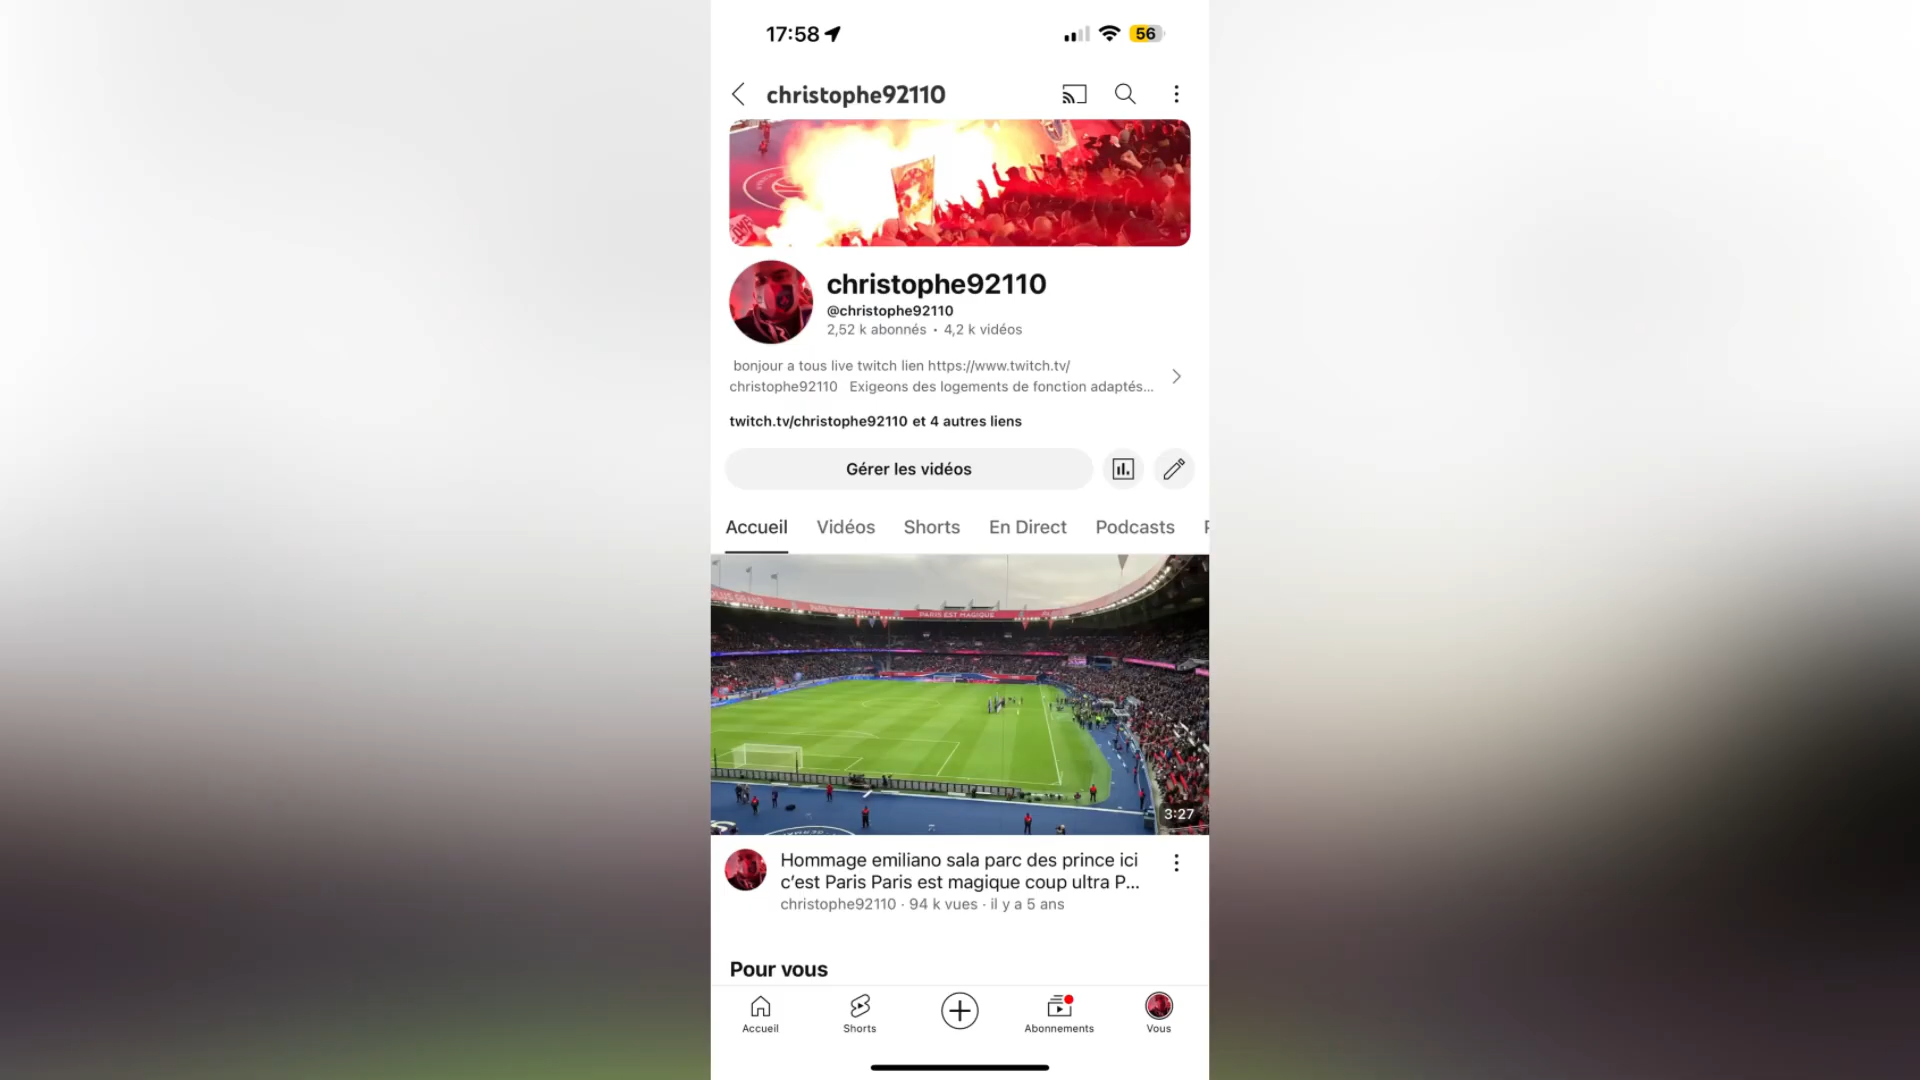 17:58
56
christophe92110
christophe92110
@christophe92110
2,52 k abonnés • 4,2 k vidéos
bonjour a tous live twitch lien https://www.twitch.tv/
christophe92110 Exigeons des logements de fonction adaptés...
twitch.tv/christophe92110 et 4 autres liens
Gérer les vidéos
Accueil Vidéos Shorts En Direct Podcasts
PARIS EST MAGIQUE
3:27
Hommage emiliano sala parc des prince ici
c’est Paris Paris est magique coup ultra P...
christophe92110 · 94 k vues · il y a 5 ans
Pour vous
Accueil Shorts Abonnements Vous